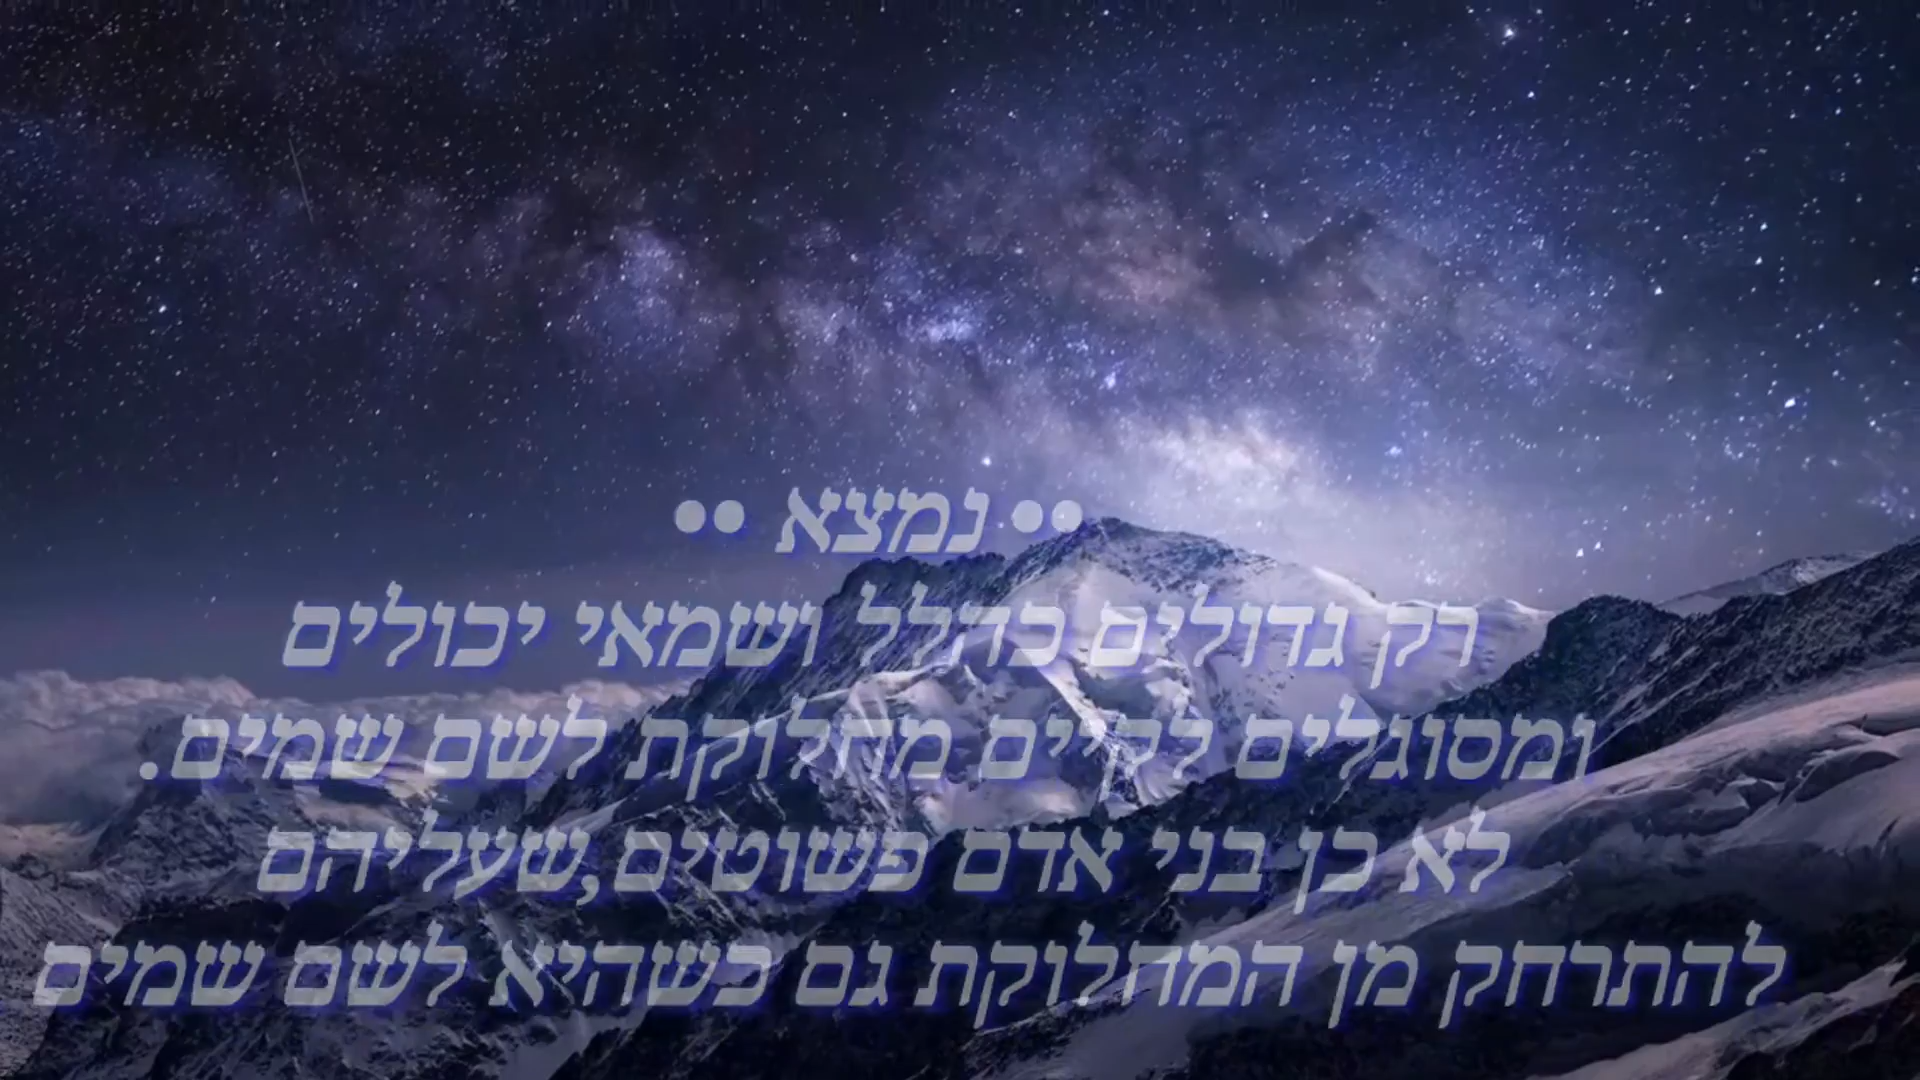 •• נמצא ••
רק גדולים כהלל ושמאי יכולים
ומסוגלים לקיים מחלוקת לשם שמים.
לא כן בני אדם פשוטים,שעליהם
להתרחק מן המחלוקת גם כשהיא לשם שמים